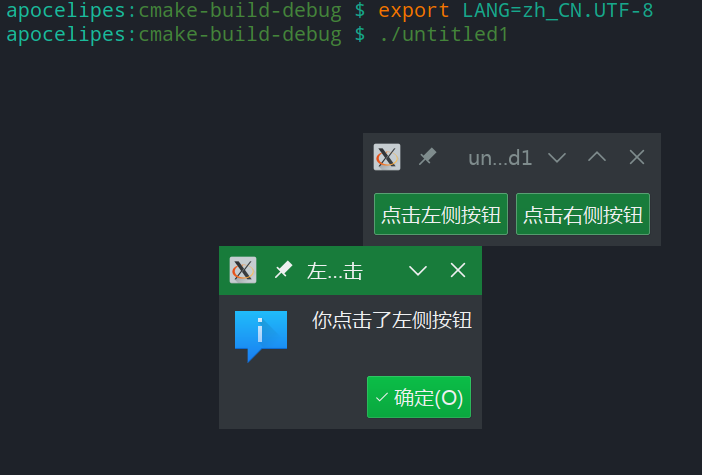 apocelipes:cmake-build-debug $ export LANG=zh_CN.UTF-8
apocelipes:cmake-build-debug $ ./untitled1
un...d1
点击左侧按钮 点击右侧按钮
左...击
你点击了左侧按钮
确定(O)